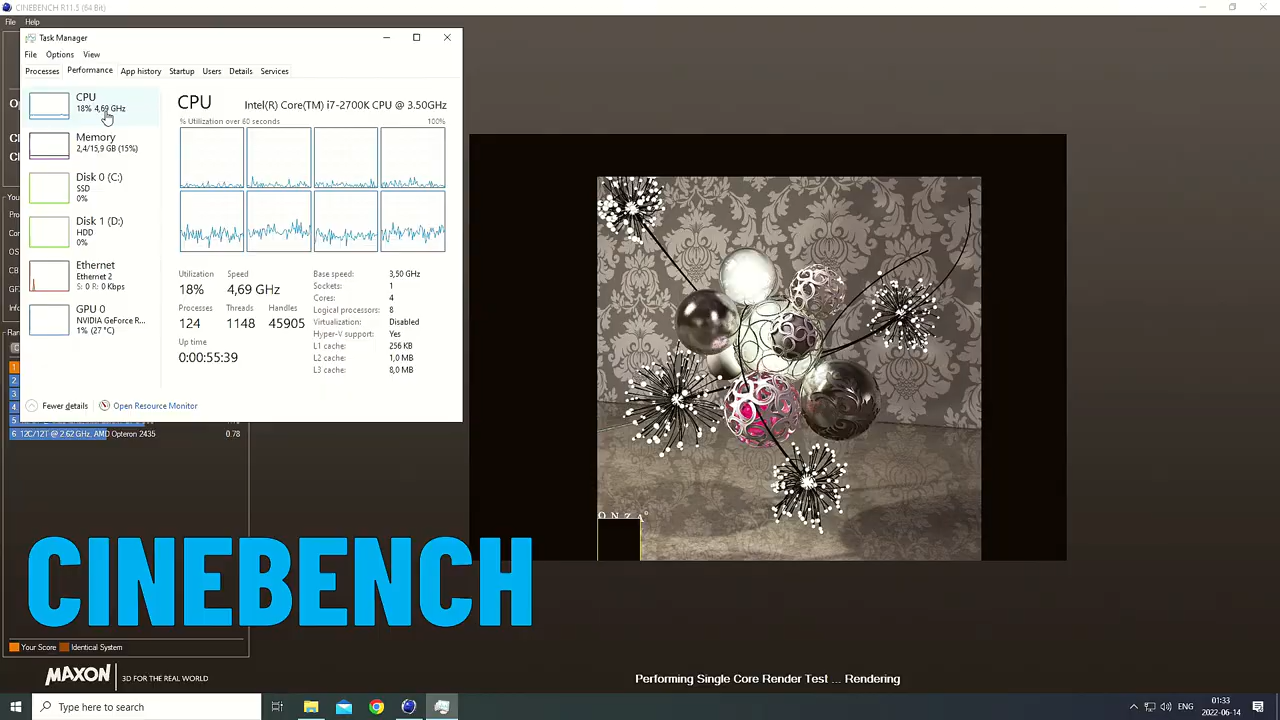 CINEBENCH R11.5 (64 Bit)
File Help
Task Manager
File Options View
Processes Performance App history Startup Users Details Services
CPU
18% 4,69 GHz
Memory
2,4/15,9 GB (15%)
Disk 0 (C:)
SSD
0%
Disk 1 (D:)
HDD
0%
Ethernet
Ethernet 2
S: 0 R: 0 Kbps
GPU 0
NVIDIA GeForce R...
1% (27 °C)
CPU Intel(R) Core(TM) i7-2700K CPU @ 3.50GHz
% Utilization over 60 seconds 100%
Utilization Speed
18% 4,69 GHz
Processes Threads Handles
124 1148 45905
Up time
0:00:55:39
Base speed: 3,50 GHz
Sockets: 1
Cores: 4
Logical processors: 8
Virtualization: Disabled
Hyper-V support: Yes
L1 cache: 256 KB
L2 cache: 1,0 MB
L3 cache: 8,0 MB
Fewer details Open Resource Monitor
1
2
3
4
5
6 12C/12T @ 2.62 GHz, AMD Opteron 2435 0.78
CINEBENCH
Your Score Identical System
MAXON 3D FOR THE REAL WORLD
Performing Single Core Render Test ... Rendering
Type here to search
ENG
01:33
2022-06-14